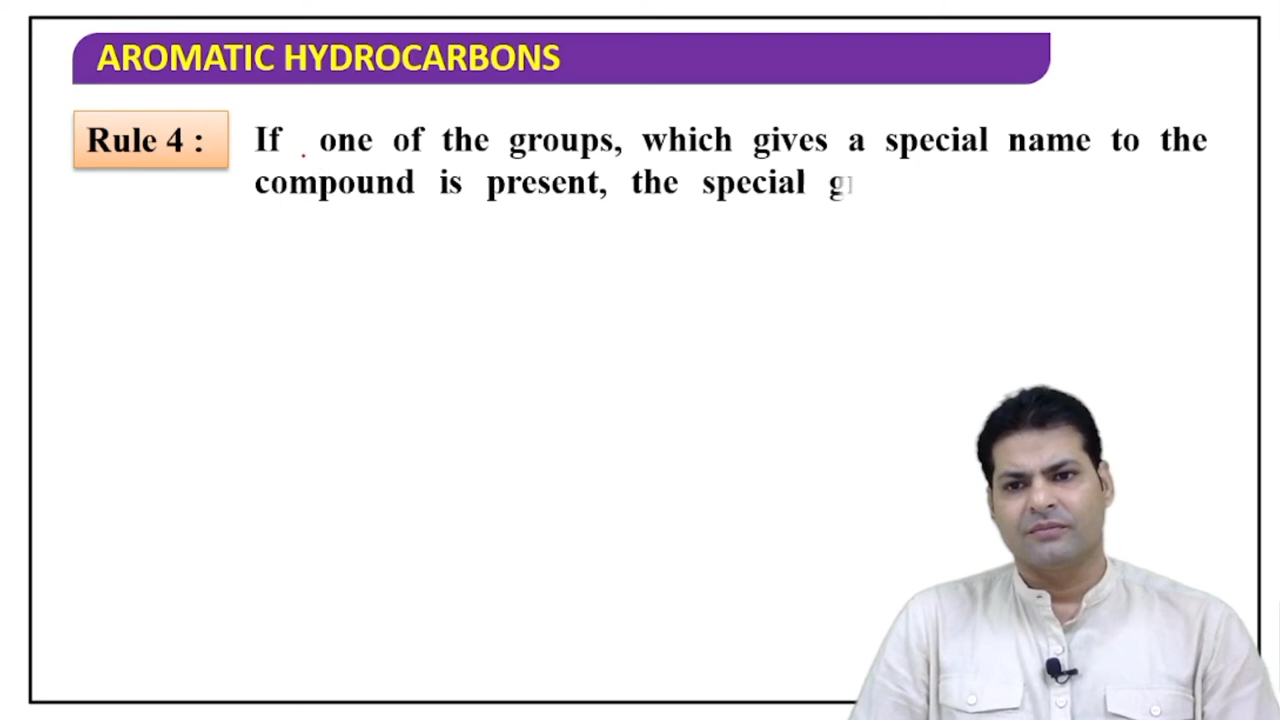 AROMATIC HYDROCARBONS
Rule 4 : If one of the groups, which gives a special name to the
compound is present, the special